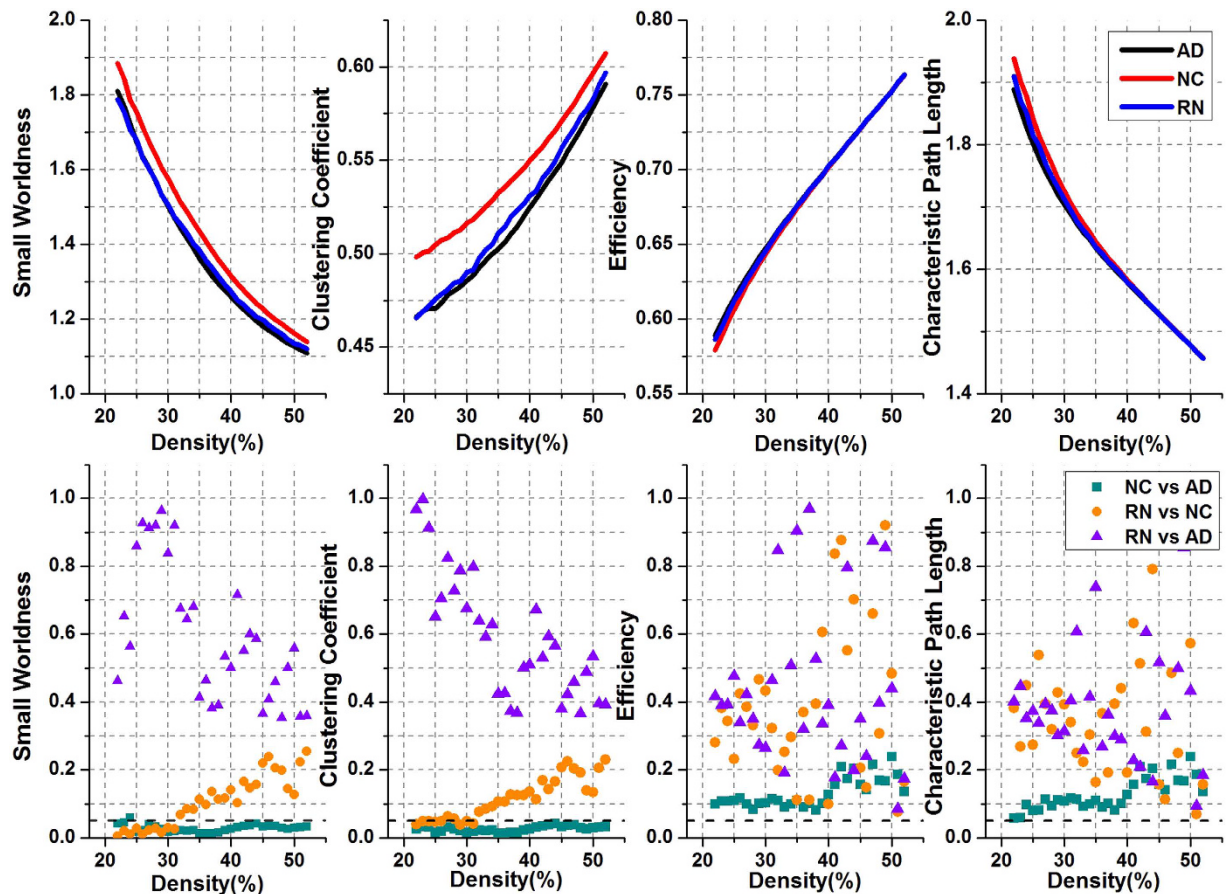 Small Worldness
2.0
1.8
1.6
1.4
1.2
1.0
20 30 40 50
Density(%)
Clustering Coefficient
0.60
0.55
0.50
0.45
20 30 40 50
Density(%)
Efficiency
0.80
0.75
0.70
0.65
0.60
0.55
20 30 40 50
Density(%)
Characteristic Path Length
2.0
1.8
1.6
1.4
20 30 40 50
Density(%)
AD
NC
RN
Small Worldness
1.0
0.8
0.6
0.4
0.2
0.0
20 30 40 50
Density(%)
Clustering Coefficient
1.0
0.8
0.6
0.4
0.2
0.0
20 30 40 50
Density(%)
Efficiency
1.0
0.8
0.6
0.4
0.2
0.0
20 30 40 50
Density(%)
Characteristic Path Length
1.0
0.8
0.6
0.4
0.2
0.0
20 30 40 50
Density(%)
NC vs AD
RN vs NC
RN vs AD